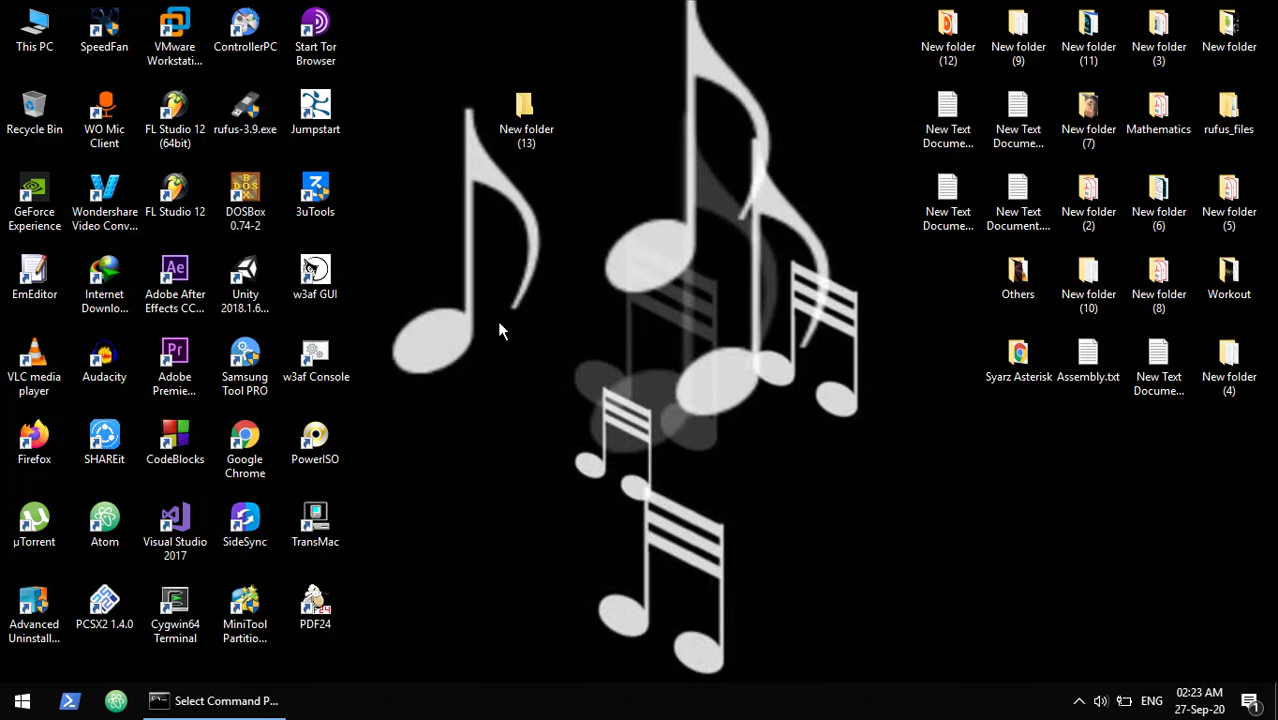 This PC
SpeedFan
VMware
Workstati...
ControllerPC
Start Tor
Browser
Recycle Bin
WO Mic
Client
FL Studio 12
(64bit)
rufus-3.9.exe
Jumpstart
GeForce
Experience
Wondershare
Video Conv...
FL Studio 12
DOSBox
0.74-2
3uTools
EmEditor
Internet
Downlo...
Adobe After
Effects CC...
Unity
2018.1.6...
w3af GUI
VLC media
player
Audacity
Adobe
Premie...
Samsung
Tool PRO
w3af Console
Firefox
SHAREit
CodeBlocks
Google
Chrome
PowerISO
µTorrent
Atom
Visual Studio
2017
SideSync
TransMac
Advanced
Uninstall...
PCSX2 1.4.0
Cygwin64
Terminal
MiniTool
Partitio...
PDF24
New folder
(13)
New folder
(12)
New folder
(9)
New folder
(11)
New folder
(3)
New folder
New Text
Docume...
New Text
Docume...
New folder
(7)
Mathematics
rufus_files
New Text
Docume...
New Text
Document....
New folder
(2)
New folder
(6)
New folder
(5)
Others
New folder
(10)
New folder
(8)
Workout
Syarz Asterisk
Assembly.txt
New Text
Docume...
New folder
(4)
Select Command P...
ENG
02:23 AM
27-Sep-20
1